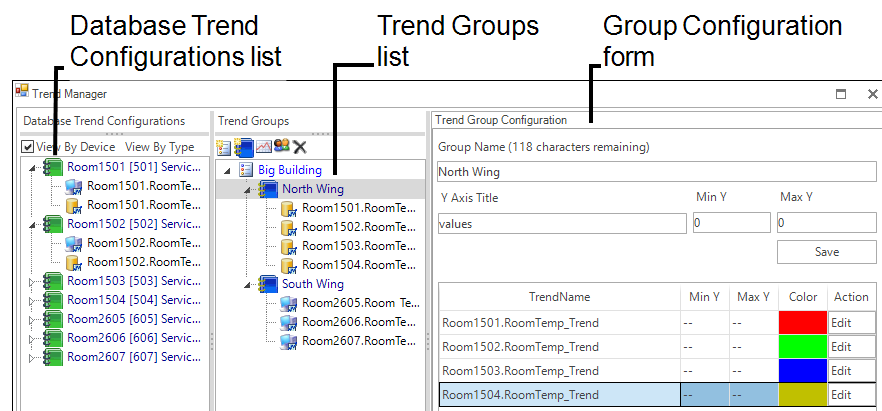 Database Trend
Configurations list
Trend Groups
list
Group Configuration
form
Trend Manager
Database Trend Configurations
View By Device View By Type
Room1501 [501] Servic...
Room1501.RoomTe...
Room1501.RoomTe...
Room1502 [502] Servic...
Room1502.RoomTe...
Room1502.RoomTe...
Room1503 [503] Servic...
Room1504 [504] Servic...
Room2605 [605] Servic...
Room2606 [606] Servic...
Room2607 [607] Servic...
Trend Groups
Big Building
North Wing
Room1501.RoomTe...
Room1502.RoomTe...
Room1503.RoomTe...
Room1504.RoomTe...
South Wing
Room2605.Room Te...
Room2606.RoomTe...
Room2607.RoomTe...
Trend Group Configuration
Group Name (118 characters remaining)
North Wing
Y Axis Title Min Y Max Y
values 0 0
Save
TrendName Min Y Max Y Color Action
Room1501.RoomTemp_Trend -- -- Edit
Room1502.RoomTemp_Trend -- -- Edit
Room1503.RoomTemp_Trend -- -- Edit
Room1504.RoomTemp_Trend -- -- Edit